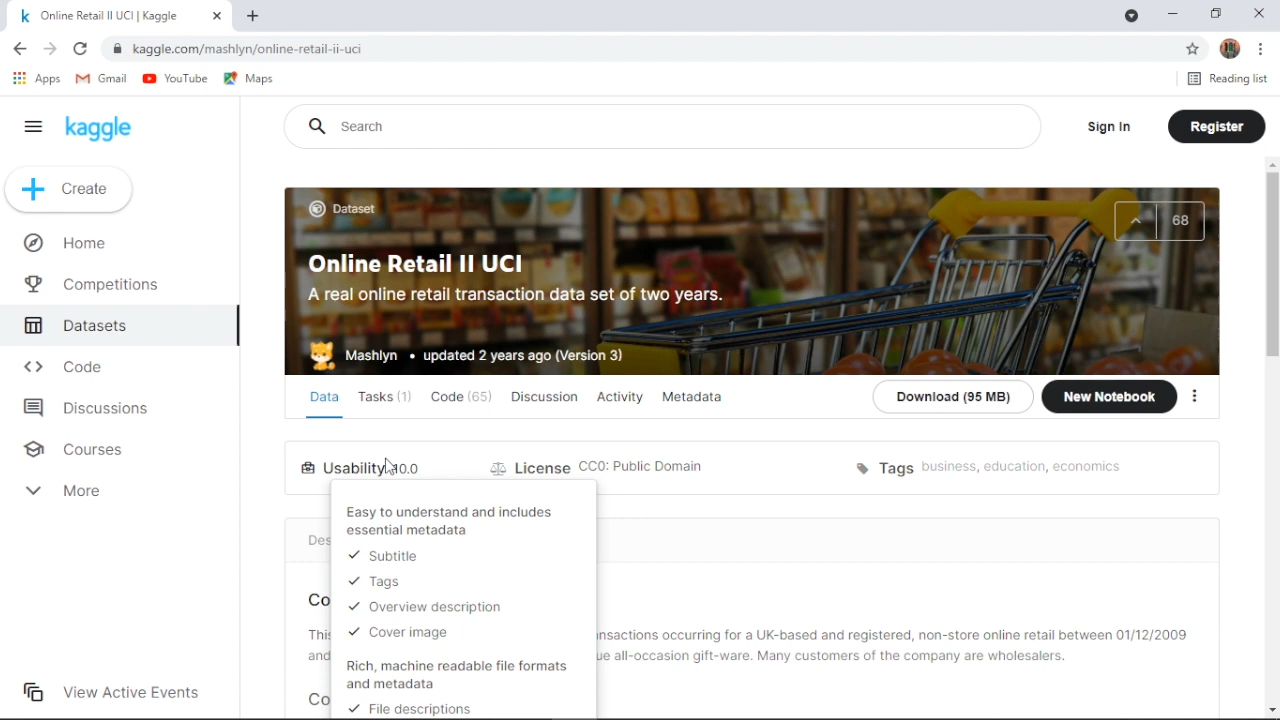 Online Retail II UCI | Kaggle
kaggle.com/mashlyn/online-retail-ii-uci
Apps Gmail YouTube Maps Reading list
kaggle
Search
Sign In
Register
Create
Home
Competitions
Datasets
Code
Discussions
Courses
More
View Active Events
Dataset
68
Online Retail II UCI
A real online retail transaction data set of two years.
Mashlyn • updated 2 years ago (Version 3)
Data Tasks (1) Code (65) Discussion Activity Metadata Download (95 MB) New Notebook
Usability License CC0: Public Domain Tags business, education, economics
Easy to understand and includes
essential metadata
Subtitle
Tags
Overview description
Cover image
Rich, machine readable file formats
and metadata
File descriptions
occurring for a UK-based and registered, non-store online retail between 01/12/2009
all-occasion gift-ware. Many customers of the company are wholesalers.